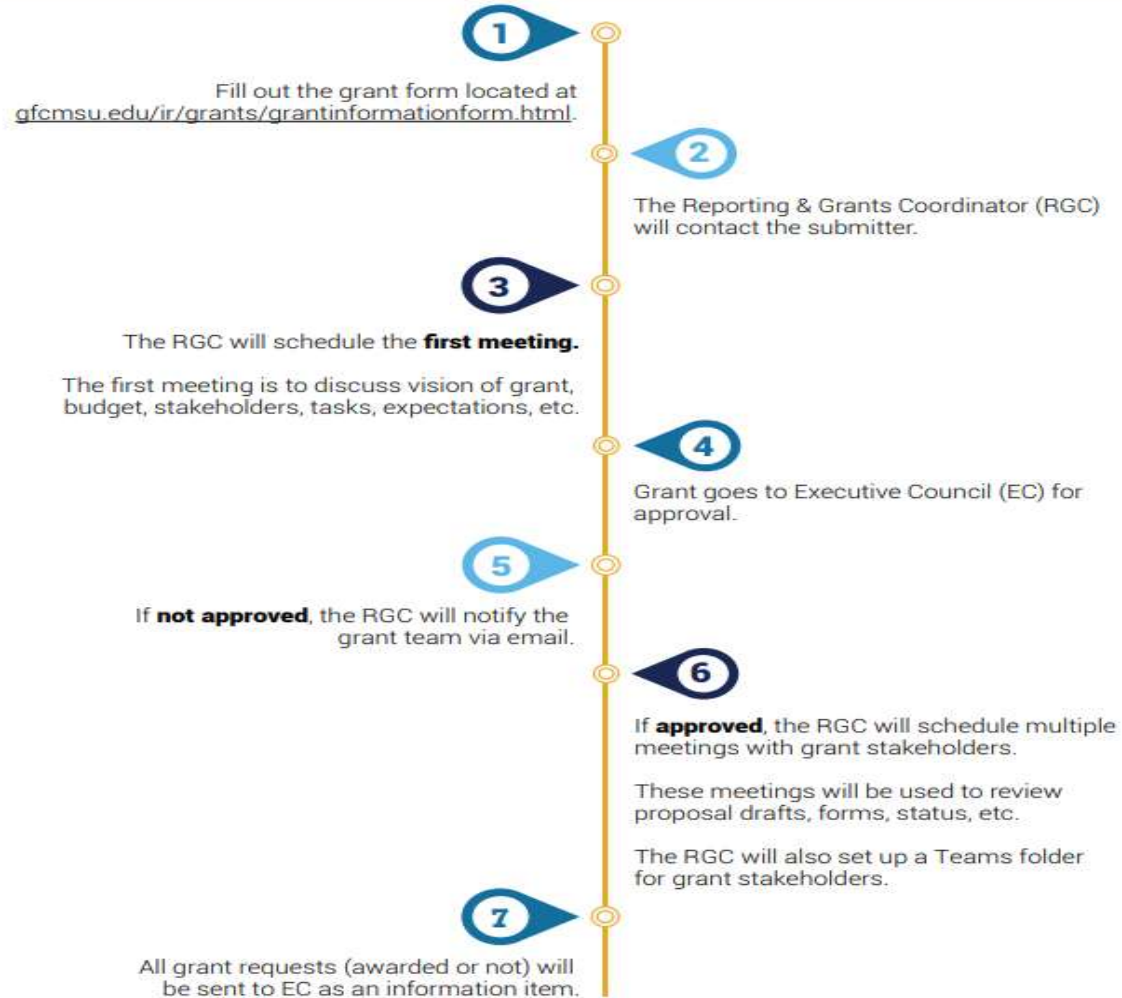 1
Fill out the grant form located at
gfcmsu.edu/ir/grants/grantinformationform.html.
2
The Reporting & Grants Coordinator (RGC)
will contact the submitter.
3
The RGC will schedule the first meeting.
The first meeting is to discuss vision of grant,
budget, stakeholders, tasks, expectations, etc.
4
Grant goes to Executive Council (EC) for
approval.
5
If not approved, the RGC will notify the
grant team via email.
6
If approved, the RGC will schedule multiple
meetings with grant stakeholders.
These meetings will be used to review
proposal drafts, forms, status, etc.
The RGC will also set up a Teams folder
for grant stakeholders.
7
All grant requests (awarded or not) will
be sent to EC as an information item.